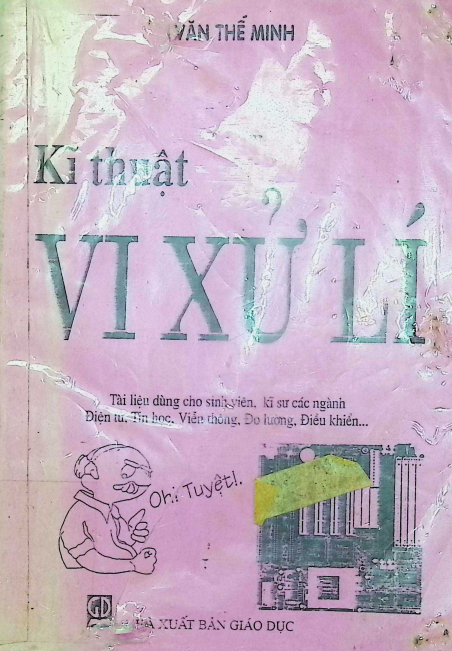 VĂN THẾ MINH
Kĩ thuật
VI XỬ LÍ
Tài liệu dùng cho sinh viên, kĩ sư các ngành
Điện tử, Tin học, Viễn thông, Đo lường, Điều khiển...
Oh! Tuyệt!.
GD
XUẤT BẢN GIÁO DỤC